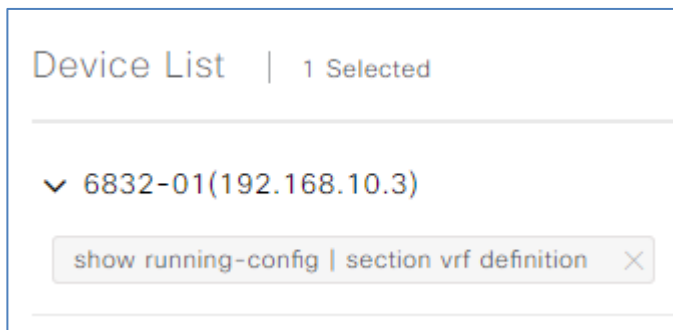 Device List | 1 Selected
6832-01(192.168.10.3)
show running-config | section vrf definition